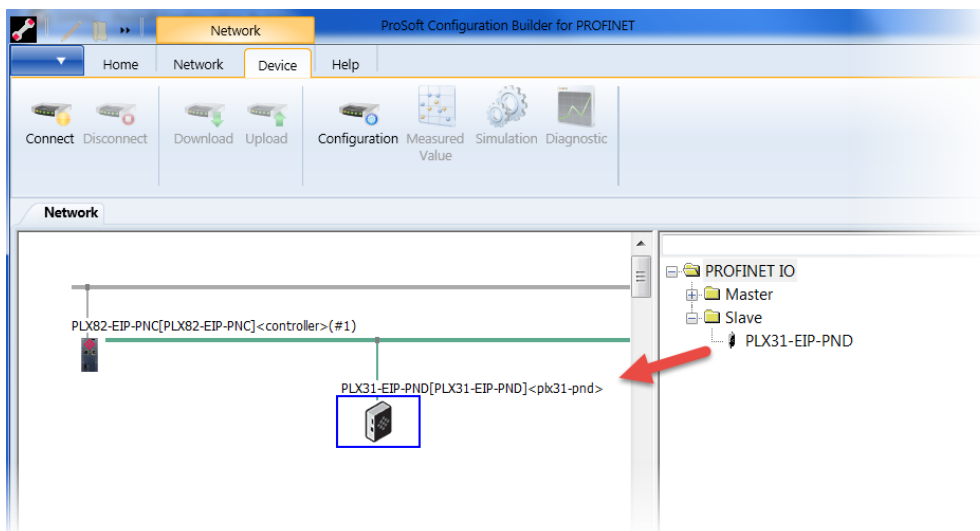 Network
ProSoft Configuration Builder for PROFINET
Home Network Device Help
Connect Disconnect Download Upload Configuration Measured Value Simulation Diagnostic
Network
PROFINET IO
Master
Slave
PLX31-EIP-PND
PLX82-EIP-PNC[PLX82-EIP-PNC]<controller>(#1)
PLX31-EIP-PND[PLX31-EIP-PND]<plx31-pnd>